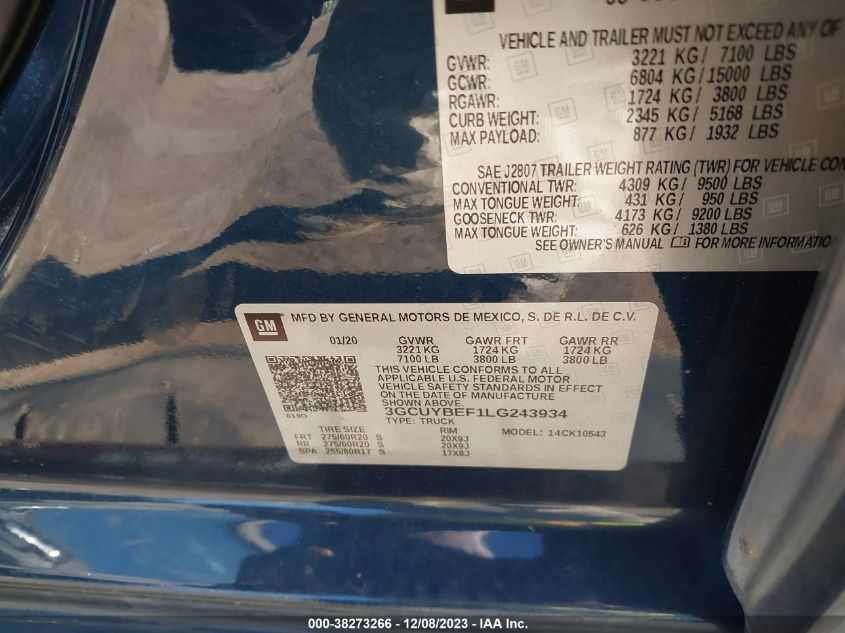 VEHICLE AND TRAILER MUST NOT EXCEED ANY OF
GVWR: 3221 KG/ 7100 LBS
GCWR: 6804 KG/15000 LBS
RGAWR: 1724 KG/ 3800 LBS
CURB WEIGHT: 2345 KG/ 5168 LBS
MAX PAYLOAD: 877 KG/ 1932 LBS
SAE J2807 TRAILER WEIGHT RATING (TWR) FOR VEHICLE CON
CONVENTIONAL TWR: 4309 KG/ 9500 LBS
MAX TONGUE WEIGHT: 431 KG/ 950 LBS
GOOSENECK TWR: 4173 KG/ 9200 LBS
MAX TONGUE WEIGHT: 626 KG/ 1380 LBS
SEE OWNER'S MANUAL FOR MORE INFORMATION
GM MFD BY GENERAL MOTORS DE MEXICO, S. DE R.L. DE C.V.
01/20 GVWR GAWR FRT GAWR RR
3221 KG 1724 KG 1724 KG
7100 LB 3800 LB 3800 LB
THIS VEHICLE CONFORMS TO ALL
APPLICABLE U.S. FEDERAL MOTOR
VEHICLE SAFETY STANDARDS IN EFFECT
ON THE DATE OF MANUFACTURE
SHOWN ABOVE.
619D 3GCUYBEF1LG243934
TYPE: TRUCK
TIRE SIZE RIM MODEL: 14CK10543
FRT 275/60R20 S 20X9J
RR 275/60R20 S 20X9J
SPA 255/80R17 S 17X8J
000-38273266 - 12/08/2023 - IAA Inc.